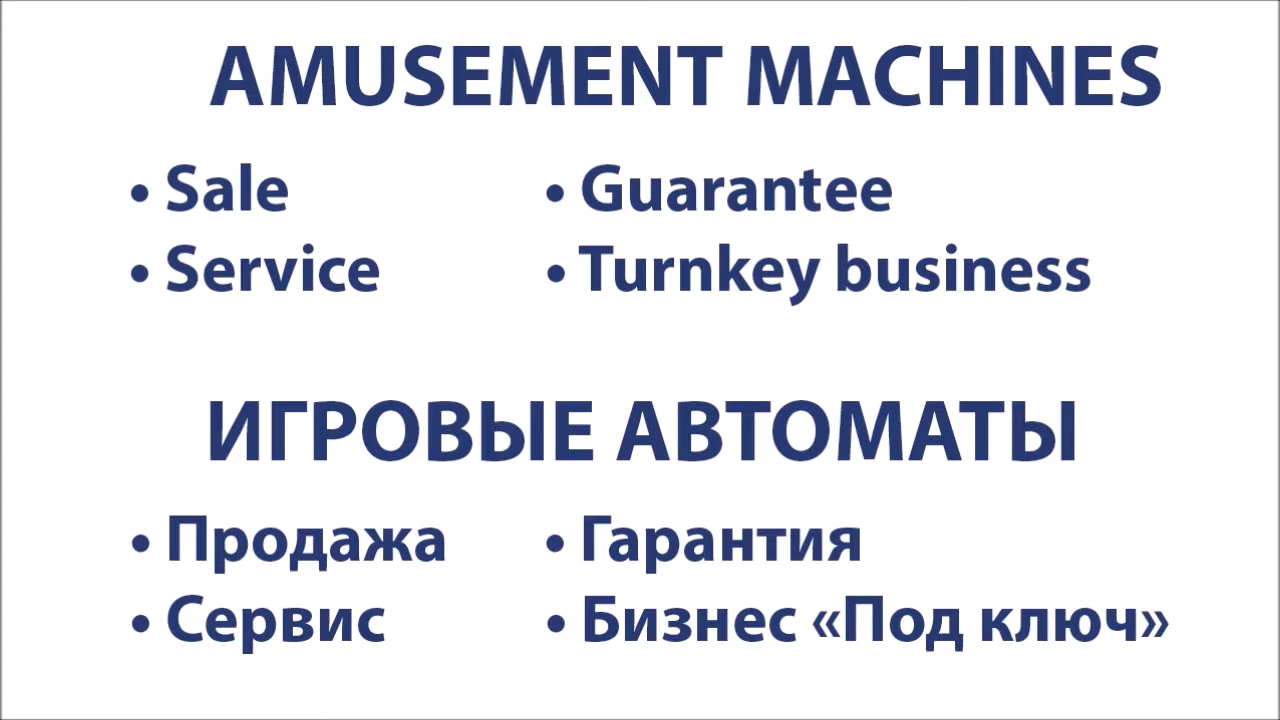 AMUSEMENT MACHINES
• Sale • Guarantee
• Service • Turnkey business
ИГРОВЫЕ АВТОМАТЫ
• Продажа • Гарантия
• Сервис • Бизнес «Под ключ»